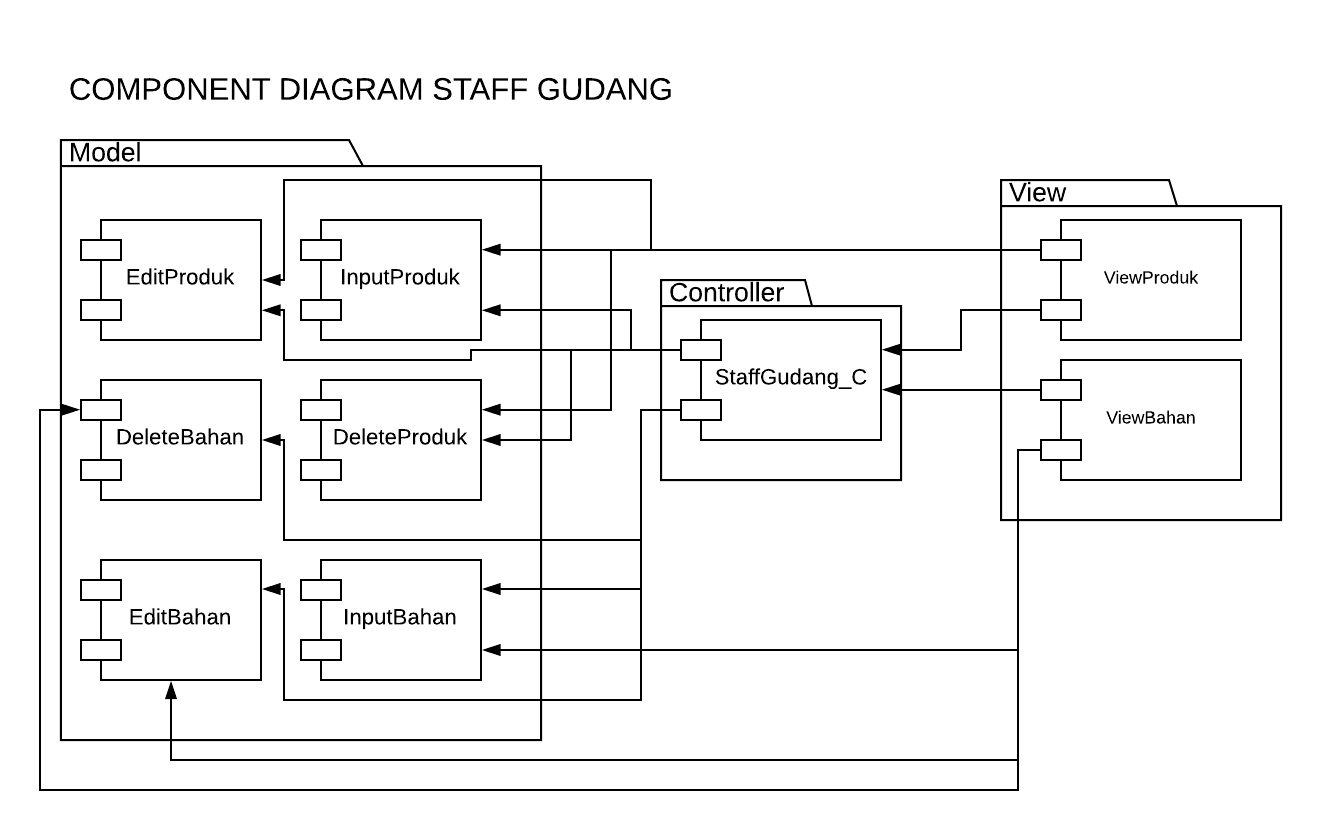 COMPONENT DIAGRAM STAFF GUDANG
Model
EditProduk
InputProduk
DeleteBahan
DeleteProduk
EditBahan
InputBahan
Controller
StaffGudang_C
View
ViewProduk
ViewBahan